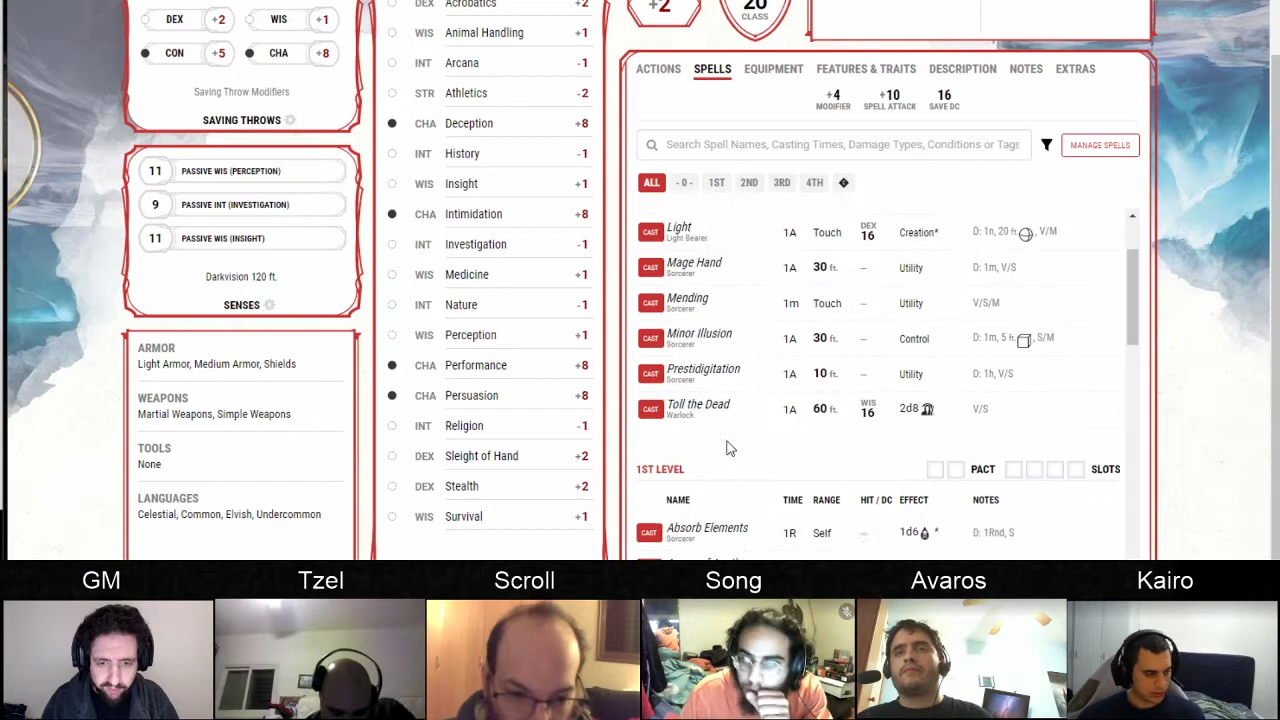 DEX +2 WIS +1
CON +5 CHA +8
Saving Throw Modifiers
SAVING THROWS
11 PASSIVE WIS (PERCEPTION)
9 PASSIVE INT (INVESTIGATION)
11 PASSIVE WIS (INSIGHT)
Darkvision 120 ft.
SENSES
ARMOR
Light Armor, Medium Armor, Shields
WEAPONS
Martial Weapons, Simple Weapons
TOOLS
None
LANGUAGES
Celestial, Common, Elvish, Undercommon
DEX Acrobatics +2
WIS Animal Handling +1
INT Arcana -1
STR Athletics -2
CHA Deception +8
INT History -1
WIS Insight +1
CHA Intimidation +8
INT Investigation -1
WIS Medicine +1
INT Nature -1
WIS Perception +1
CHA Performance +8
CHA Persuasion +8
INT Religion -1
DEX Sleight of Hand +2
DEX Stealth +2
WIS Survival +1
+2
20
CLASS
ACTIONS SPELLS EQUIPMENT FEATURES & TRAITS DESCRIPTION NOTES EXTRAS
+4 +10 16
MODIFIER SPELL ATTACK SAVE DC
Search Spell Names, Casting Times, Damage Types, Conditions or Tags
MANAGE SPELLS
ALL - 0 - 1ST 2ND 3RD 4TH
CAST Light 1A Touch DEX 16 Creation* D: 1h, 20 ft. , V/M
Light Bearer
CAST Mage Hand 1A 30 ft. -- Utility D: 1m, V/S
Sorcerer
CAST Mending 1m Touch -- Utility V/S/M
Sorcerer
CAST Minor Illusion 1A 30 ft. -- Control D: 1m, 5 ft. , S/M
Sorcerer
CAST Prestidigitation 1A 10 ft. -- Utility D: 1h, V/S
Sorcerer
CAST Toll the Dead 1A 60 ft. WIS 16 2d8 V/S
Warlock
1ST LEVEL PACT SLOTS
NAME TIME RANGE HIT / DC EFFECT NOTES
CAST Absorb Elements 1R Self -- 1d6 * D: 1Rnd, S
Sorcerer
GM Tzel Scroll Song Avaros Kairo